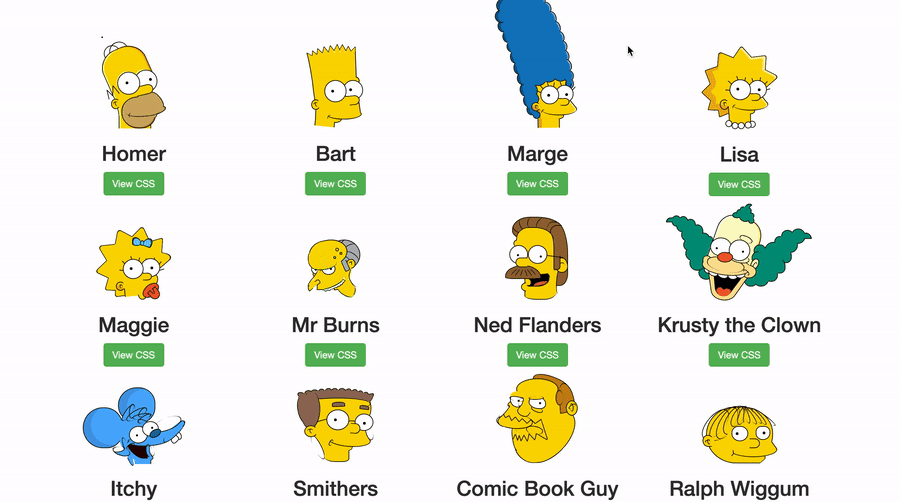 Homer Bart Marge Lisa
View CSS View CSS View CSS View CSS
Maggie Mr Burns Ned Flanders Krusty the Clown
View CSS View CSS View CSS View CSS
Itchy Smithers Comic Book Guy Ralph Wiggum